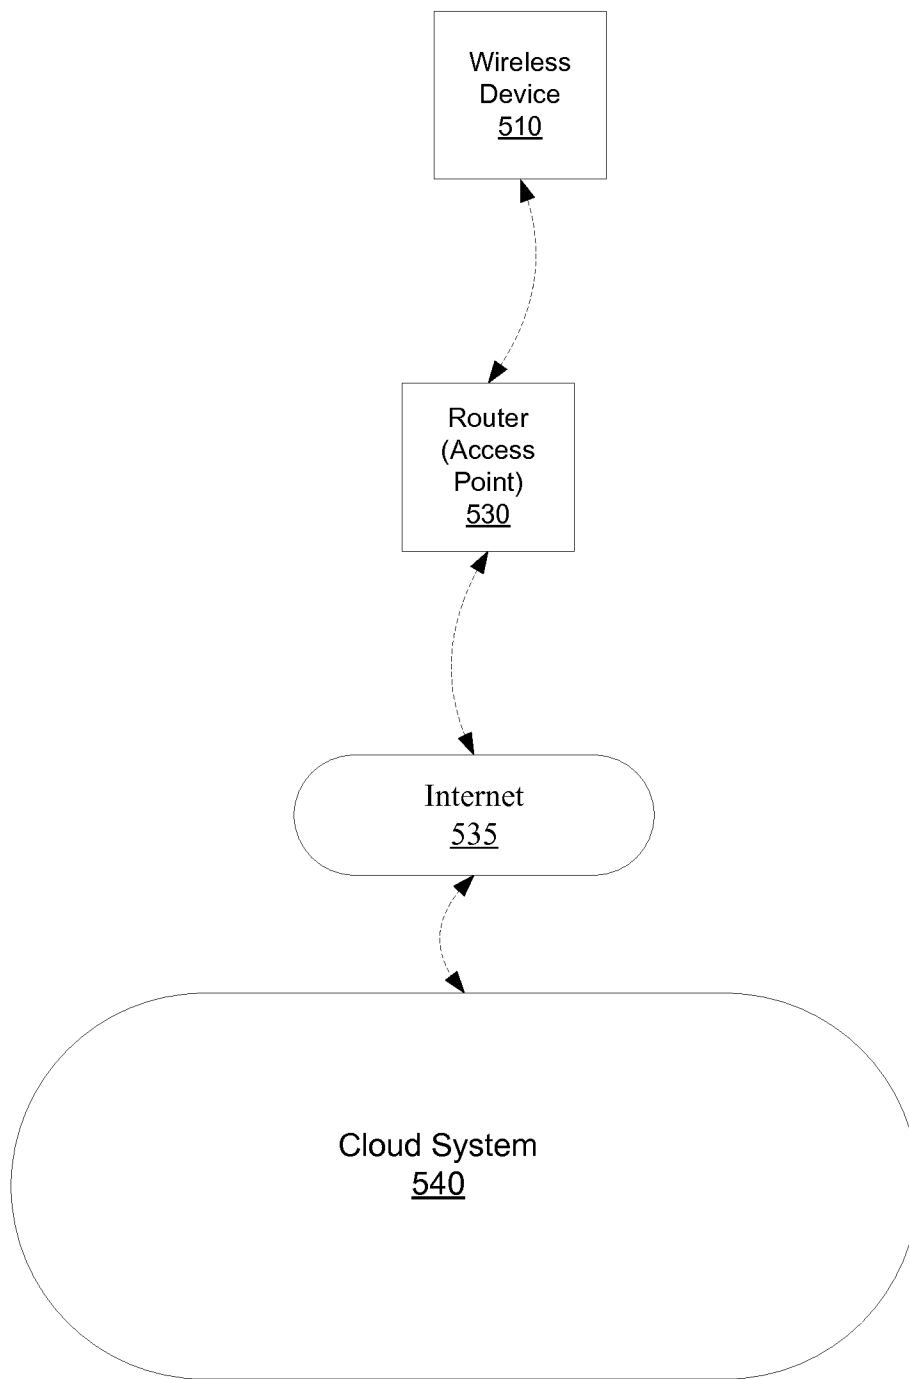 Wireless
Device
510
Router
(Access
Point)
530
Internet
535
Cloud System
540